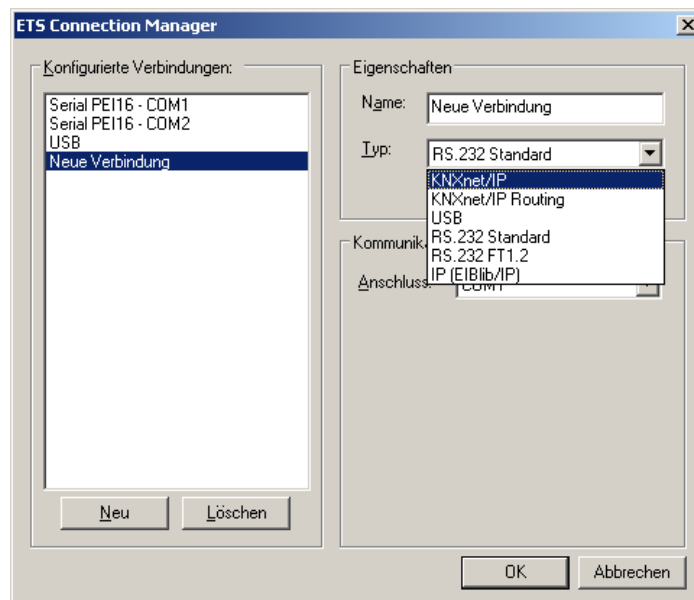 ETS Connection Manager
Konfigurierte Verbindungen:
Serial PEI16 - COM1
Serial PEI16 - COM2
USB
Neue Verbindung
Neu
Löschen
Eigenschaften
Name:
Neue Verbindung
Typ:
RS.232 Standard
KNXnet/IP
KNXnet/IP Routing
USB
RS.232 Standard
RS.232 FT1.2
IP (EIBlib/IP)
Anschluss:
COM1
OK
Abbrechen